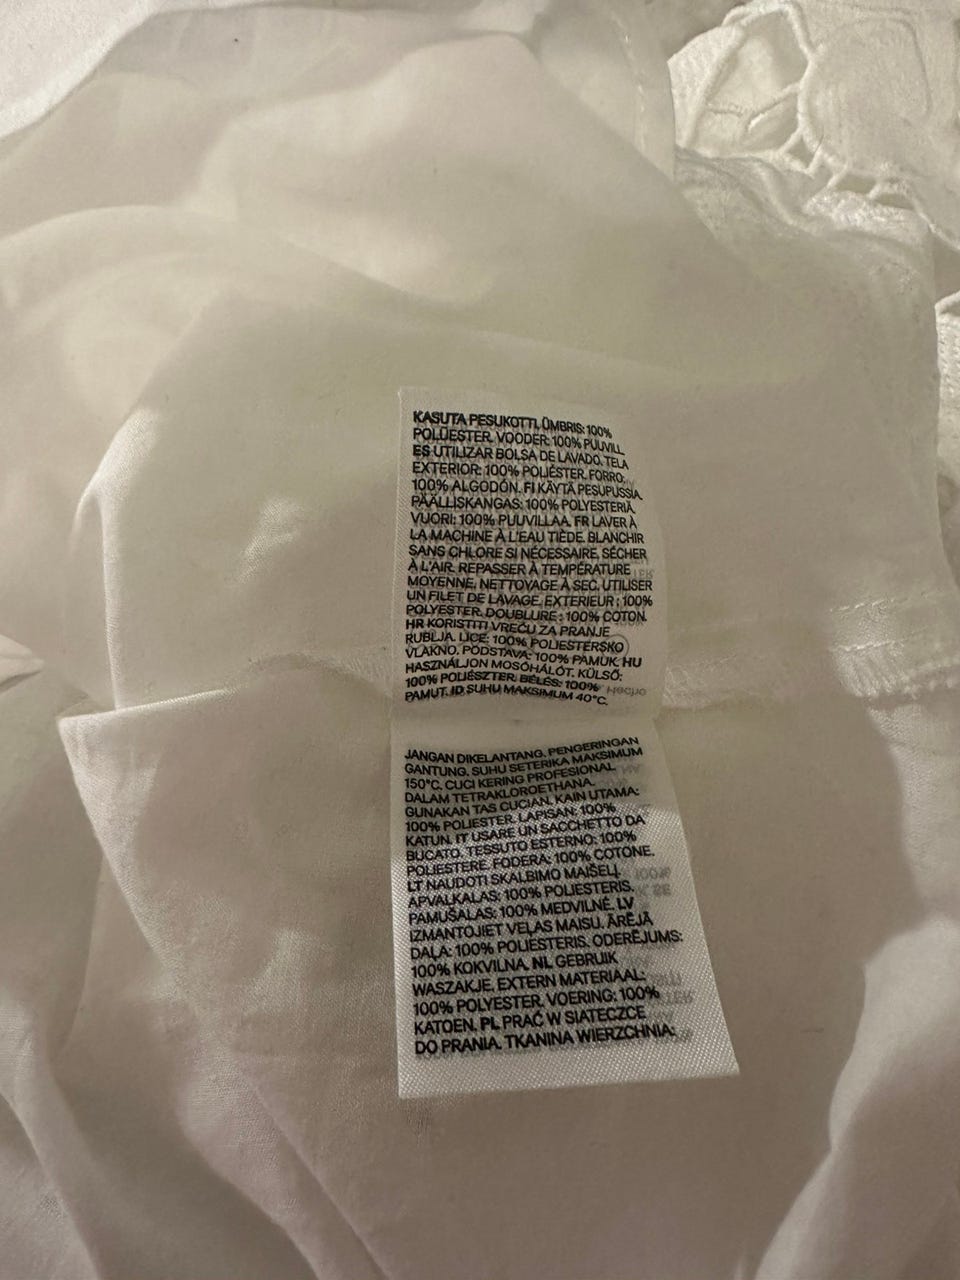 KASUTA PESUKOTTI. ÜMBRIS: 100%
POLÜESTER. VOODER: 100% PUUVILL.
ES UTILIZAR BOLSA DE LAVADO. TELA
EXTERIOR: 100% POLIÉSTER. FORRO:
100% ALGODÓN. FI KÄYTÄ PESUPUSSIA.
PÄÄLLISKANGAS: 100% POLYESTERIÄ.
VUORI: 100% PUUVILLAA. FR LAVER À
LA MACHINE À L'EAU TIÈDE. BLANCHIR
SANS CHLORE SI NÉCESSAIRE. SÉCHER
À L'AIR. REPASSER À TEMPÉRATURE
MOYENNE. NETTOYAGE À SEC. UTILISER
UN FILET DE LAVAGE. EXTERIEUR : 100%
POLYESTER. DOUBLURE : 100% COTON.
HR KORISTITI VREĆU ZA PRANJE
RUBLJA. LICE: 100% POLIESTERSKO
VLAKNO. PODSTAVA: 100% PAMUK. HU
HASZNÁLJON MOSÓHÁLÓT. KÜLSŐ:
100% POLIÉSZTER. BÉLÉS: 100%
PAMUT. ID SUHU MAKSIMUM 40°C.
JANGAN DIKELANTANG. PENGERINGAN
GANTUNG. SUHU SETERIKA MAKSIMUM
150°C. CUCI KERING PROFESIONAL
DALAM TETRAKLOROETHANA.
GUNAKAN TAS CUCIAN. KAIN UTAMA:
100% POLIESTER. LAPISAN: 100%
KATUN. IT USARE UN SACCHETTO DA
BUCATO. TESSUTO ESTERNO: 100%
POLIESTERE. FODERA: 100% COTONE.
LT NAUDOTI SKALBIMO MAIŠELĮ.
APVALKALAS: 100% POLIESTERIS.
PAMUŠALAS: 100% MEDVILNĖ. LV
IZMANTOJIET VEĻAS MAISU. ĀRĒJĀ
DAĻA: 100% POLIESTERIS. ODERĒJUMS:
100% KOKVILNA. NL GEBRUIK
WASZAKJE. EXTERN MATERIAAL:
100% POLYESTER. VOERING: 100%
KATOEN. PL PRAĆ W SIATECZCE
DO PRANIA. TKANINA WIERZCHNIA: